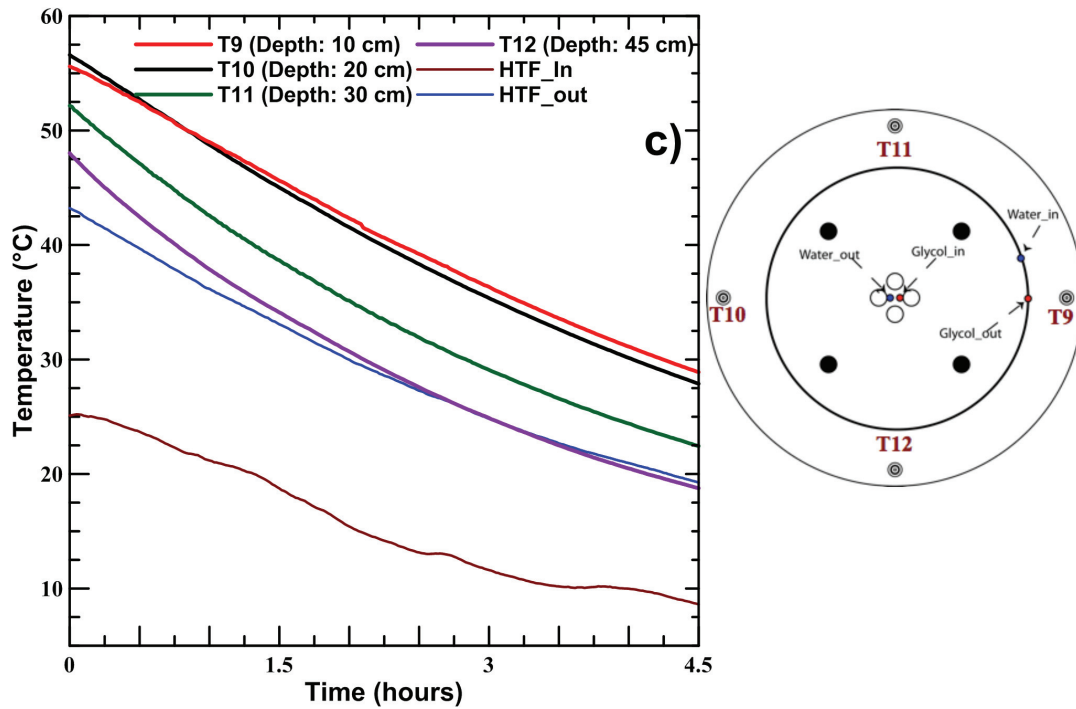 60
50
40
30
20
10
Temperature (°C)
T9 (Depth: 10 cm)
T10 (Depth: 20 cm)
T11 (Depth: 30 cm)
T12 (Depth: 45 cm)
HTF_In
HTF_out
c)
0
1.5
3
4.5
Time (hours)
T11
Water_in
Water_out
Glycol_in
T10
T9
Glycol_out
T12